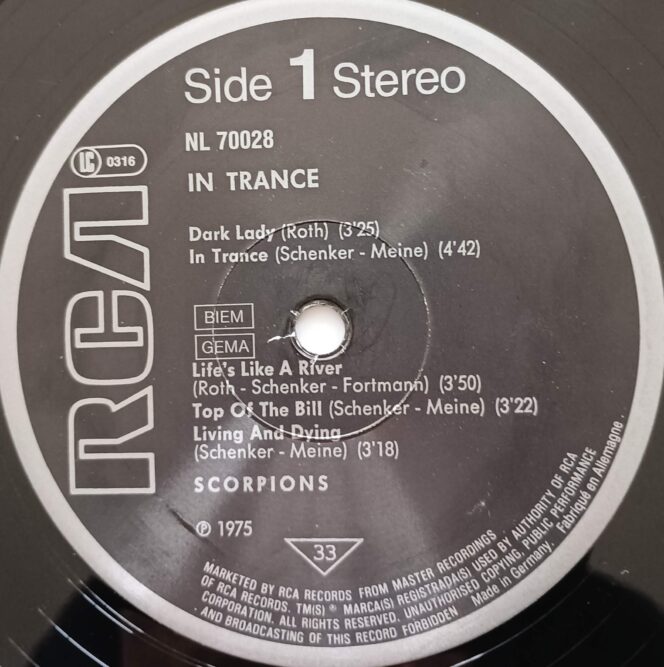 Side 1 Stereo
NL 70028
LC 0316
IN TRANCE
RCA
Dark Lady (Roth) (3'25)
In Trance (Schenker - Meine) (4'42)
BIEM
GEMA
Life's Like A River
(Roth - Schenker - Fortmann) (3'50)
Top Of The Bill (Schenker - Meine) (3'22)
Living And Dying
(Schenker - Meine) (3'18)
SCORPIONS
℗ 1975
33
MARKETED BY RCA RECORDS FROM MASTER RECORDINGS
OF RCA RECORDS. TM(S) ® MARCA(S) REGISTRADA(S) USED BY AUTHORITY OF RCA
CORPORATION. ALL RIGHTS RESERVED. UNAUTHORISED COPYING, PUBLIC PERFORMANCE
AND BROADCASTING OF THIS RECORD FORBIDDEN Made in Germany. Fabriqué en Allemagne.